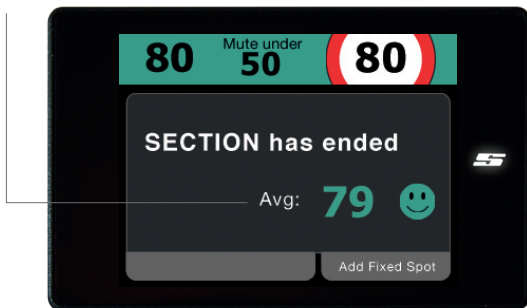 80 Mute under 50 80
SECTION has ended
Avg: 79
Add Fixed Spot